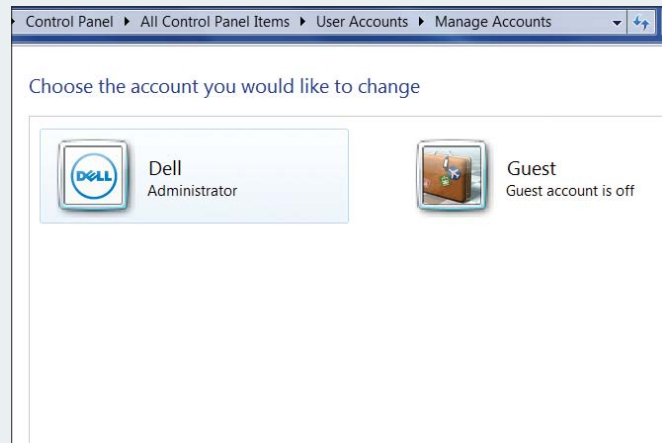 Control Panel ▸ All Control Panel Items ▸ User Accounts ▸ Manage Accounts
Choose the account you would like to change
DELL
Dell
Administrator
Guest
Guest account is off